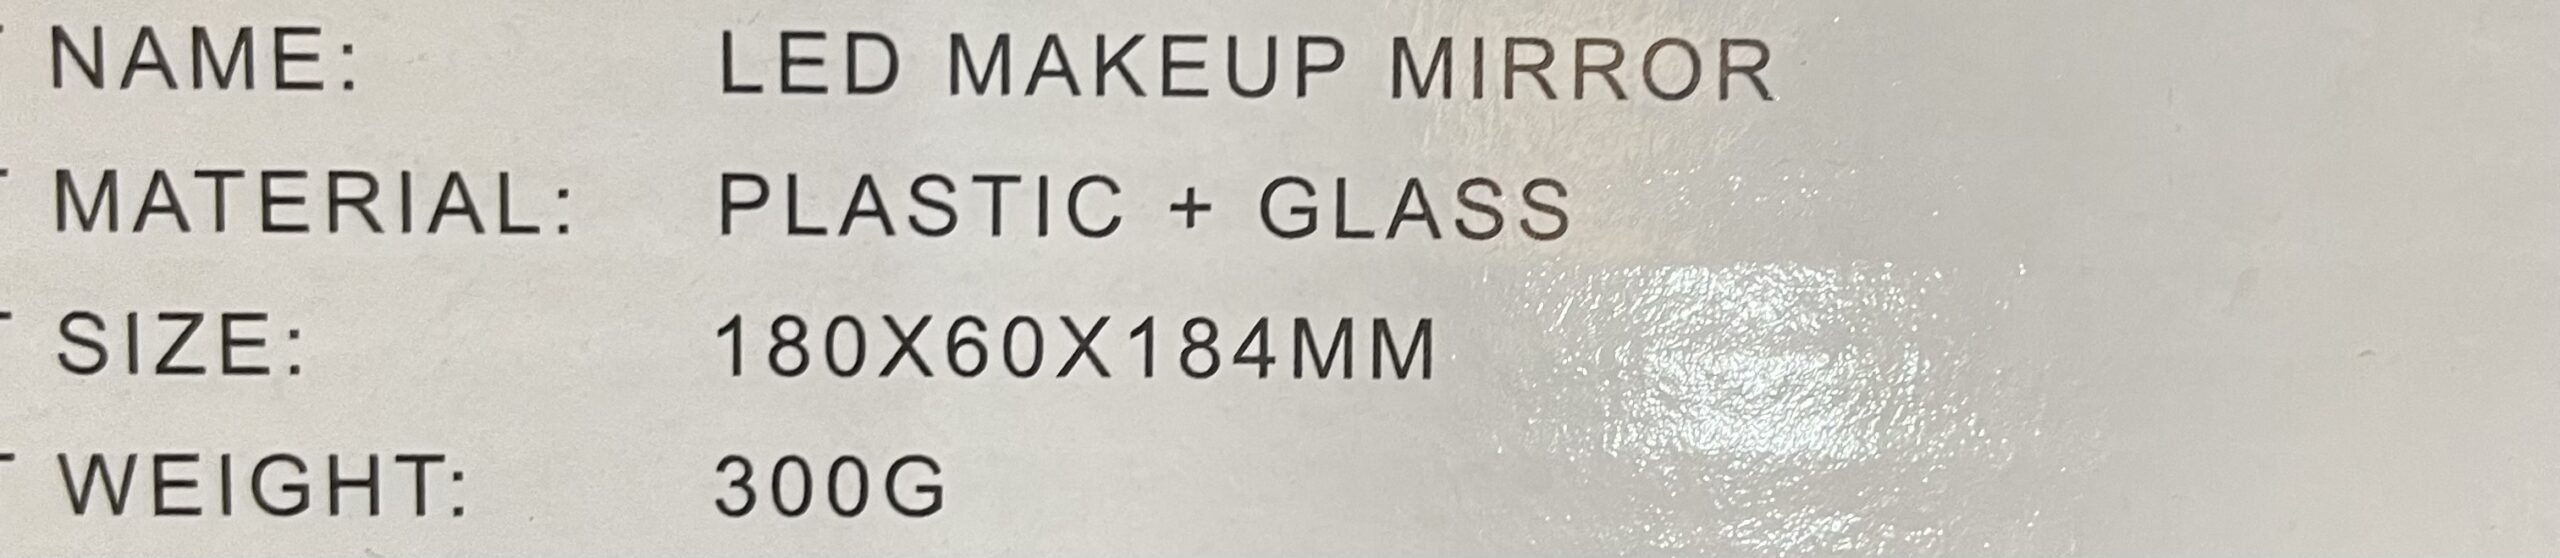 NAME: LED MAKEUP MIRROR
MATERIAL: PLASTIC + GLASS
SIZE: 180X60X184MM
WEIGHT: 300G